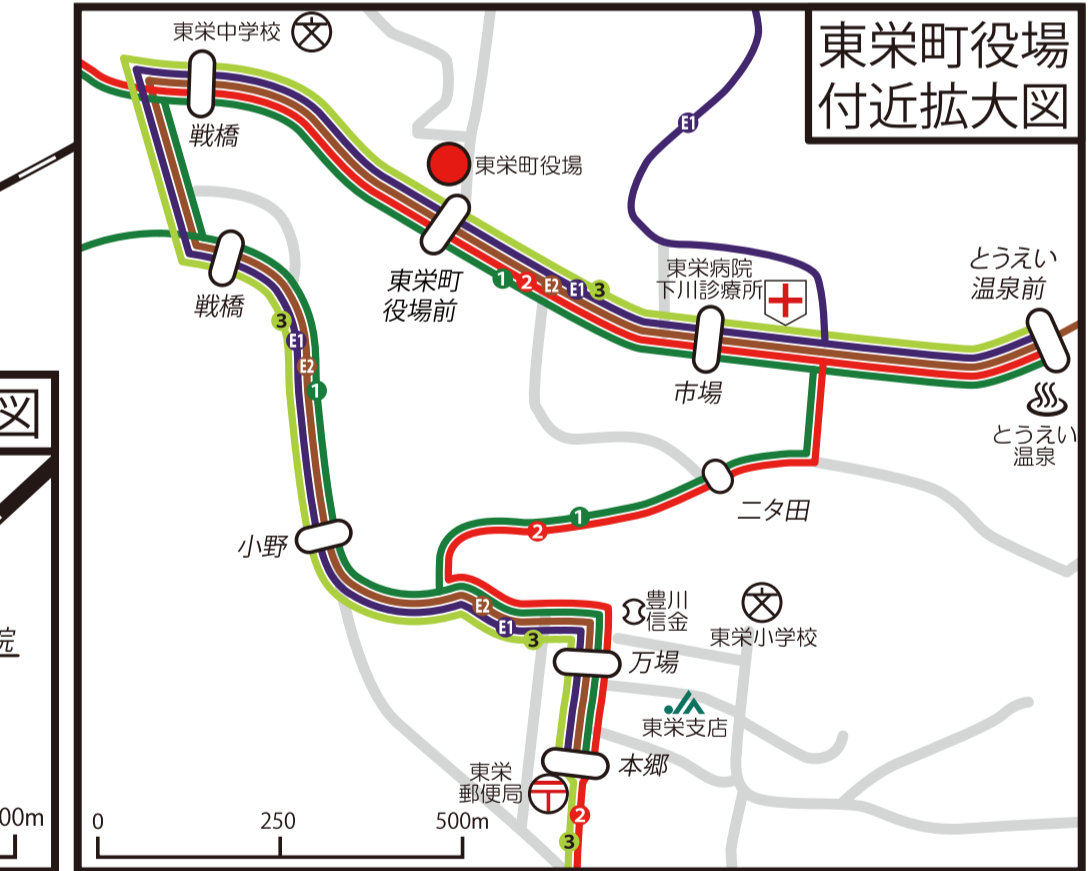 東栄町役場
付近拡大図
東栄中学校
戦橋
東栄町役場
E1
東栄町
役場前
1 2 E2 E1 3
東栄病院
下川診療所
とうえい
温泉前
市場
とうえい
温泉
戦橋
3
E1
E2
1
図
二タ田
1
2
小野
E2
E1
3
豊川
信金
東栄小学校
万場
院
東栄支店
本郷
東栄
郵便局
2
3
00m
0 250 500m